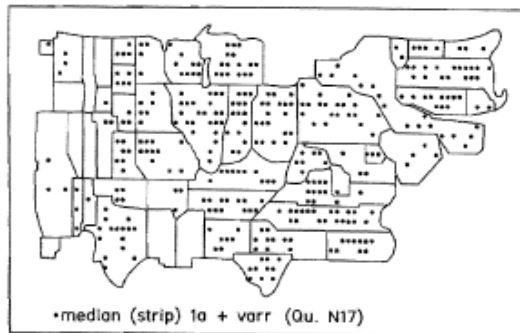 •median (strip) 1a + varr (Qu. N17)